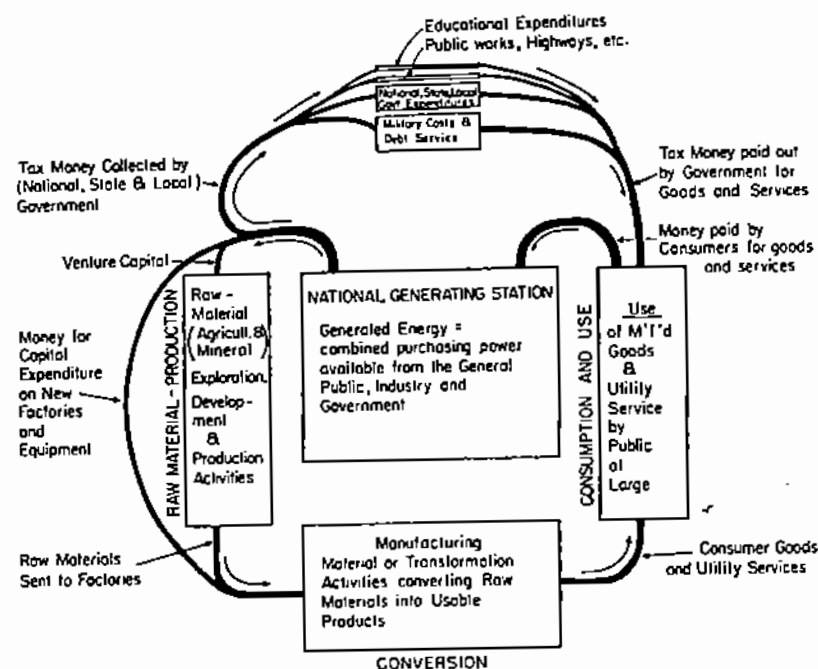 Educational Expenditures
Public works, Highways, etc.
National, State, Local
Govt Expenditures
Military Costs &
Debt Service
Tax Money Collected by
(National, State & Local)
Government
Tax Money paid out
by Government for
Goods and Services
Money paid by
Consumers for goods
and services
Venture Capital
Money for
Capital
Expenditure
on New
Factories
and
Equipment
RAW MATERIAL-PRODUCTION
Raw-
Material
(Agricult. &
Mineral)
Exploration,
Develop-
ment
&
Production
Activities
NATIONAL GENERATING STATION
Generated Energy =
combined purchasing power
available from the General
Public, Industry and
Government
CONSUMPTION AND USE
Use
of M'f'd
Goods
&
Utility
Service
by
Public
at
Large
Raw Materials
Sent to Factories
Manufacturing
Material or Transformation
Activities converting Raw
Materials into Usable
Products
CONVERSION
Consumer Goods
and Utility Services